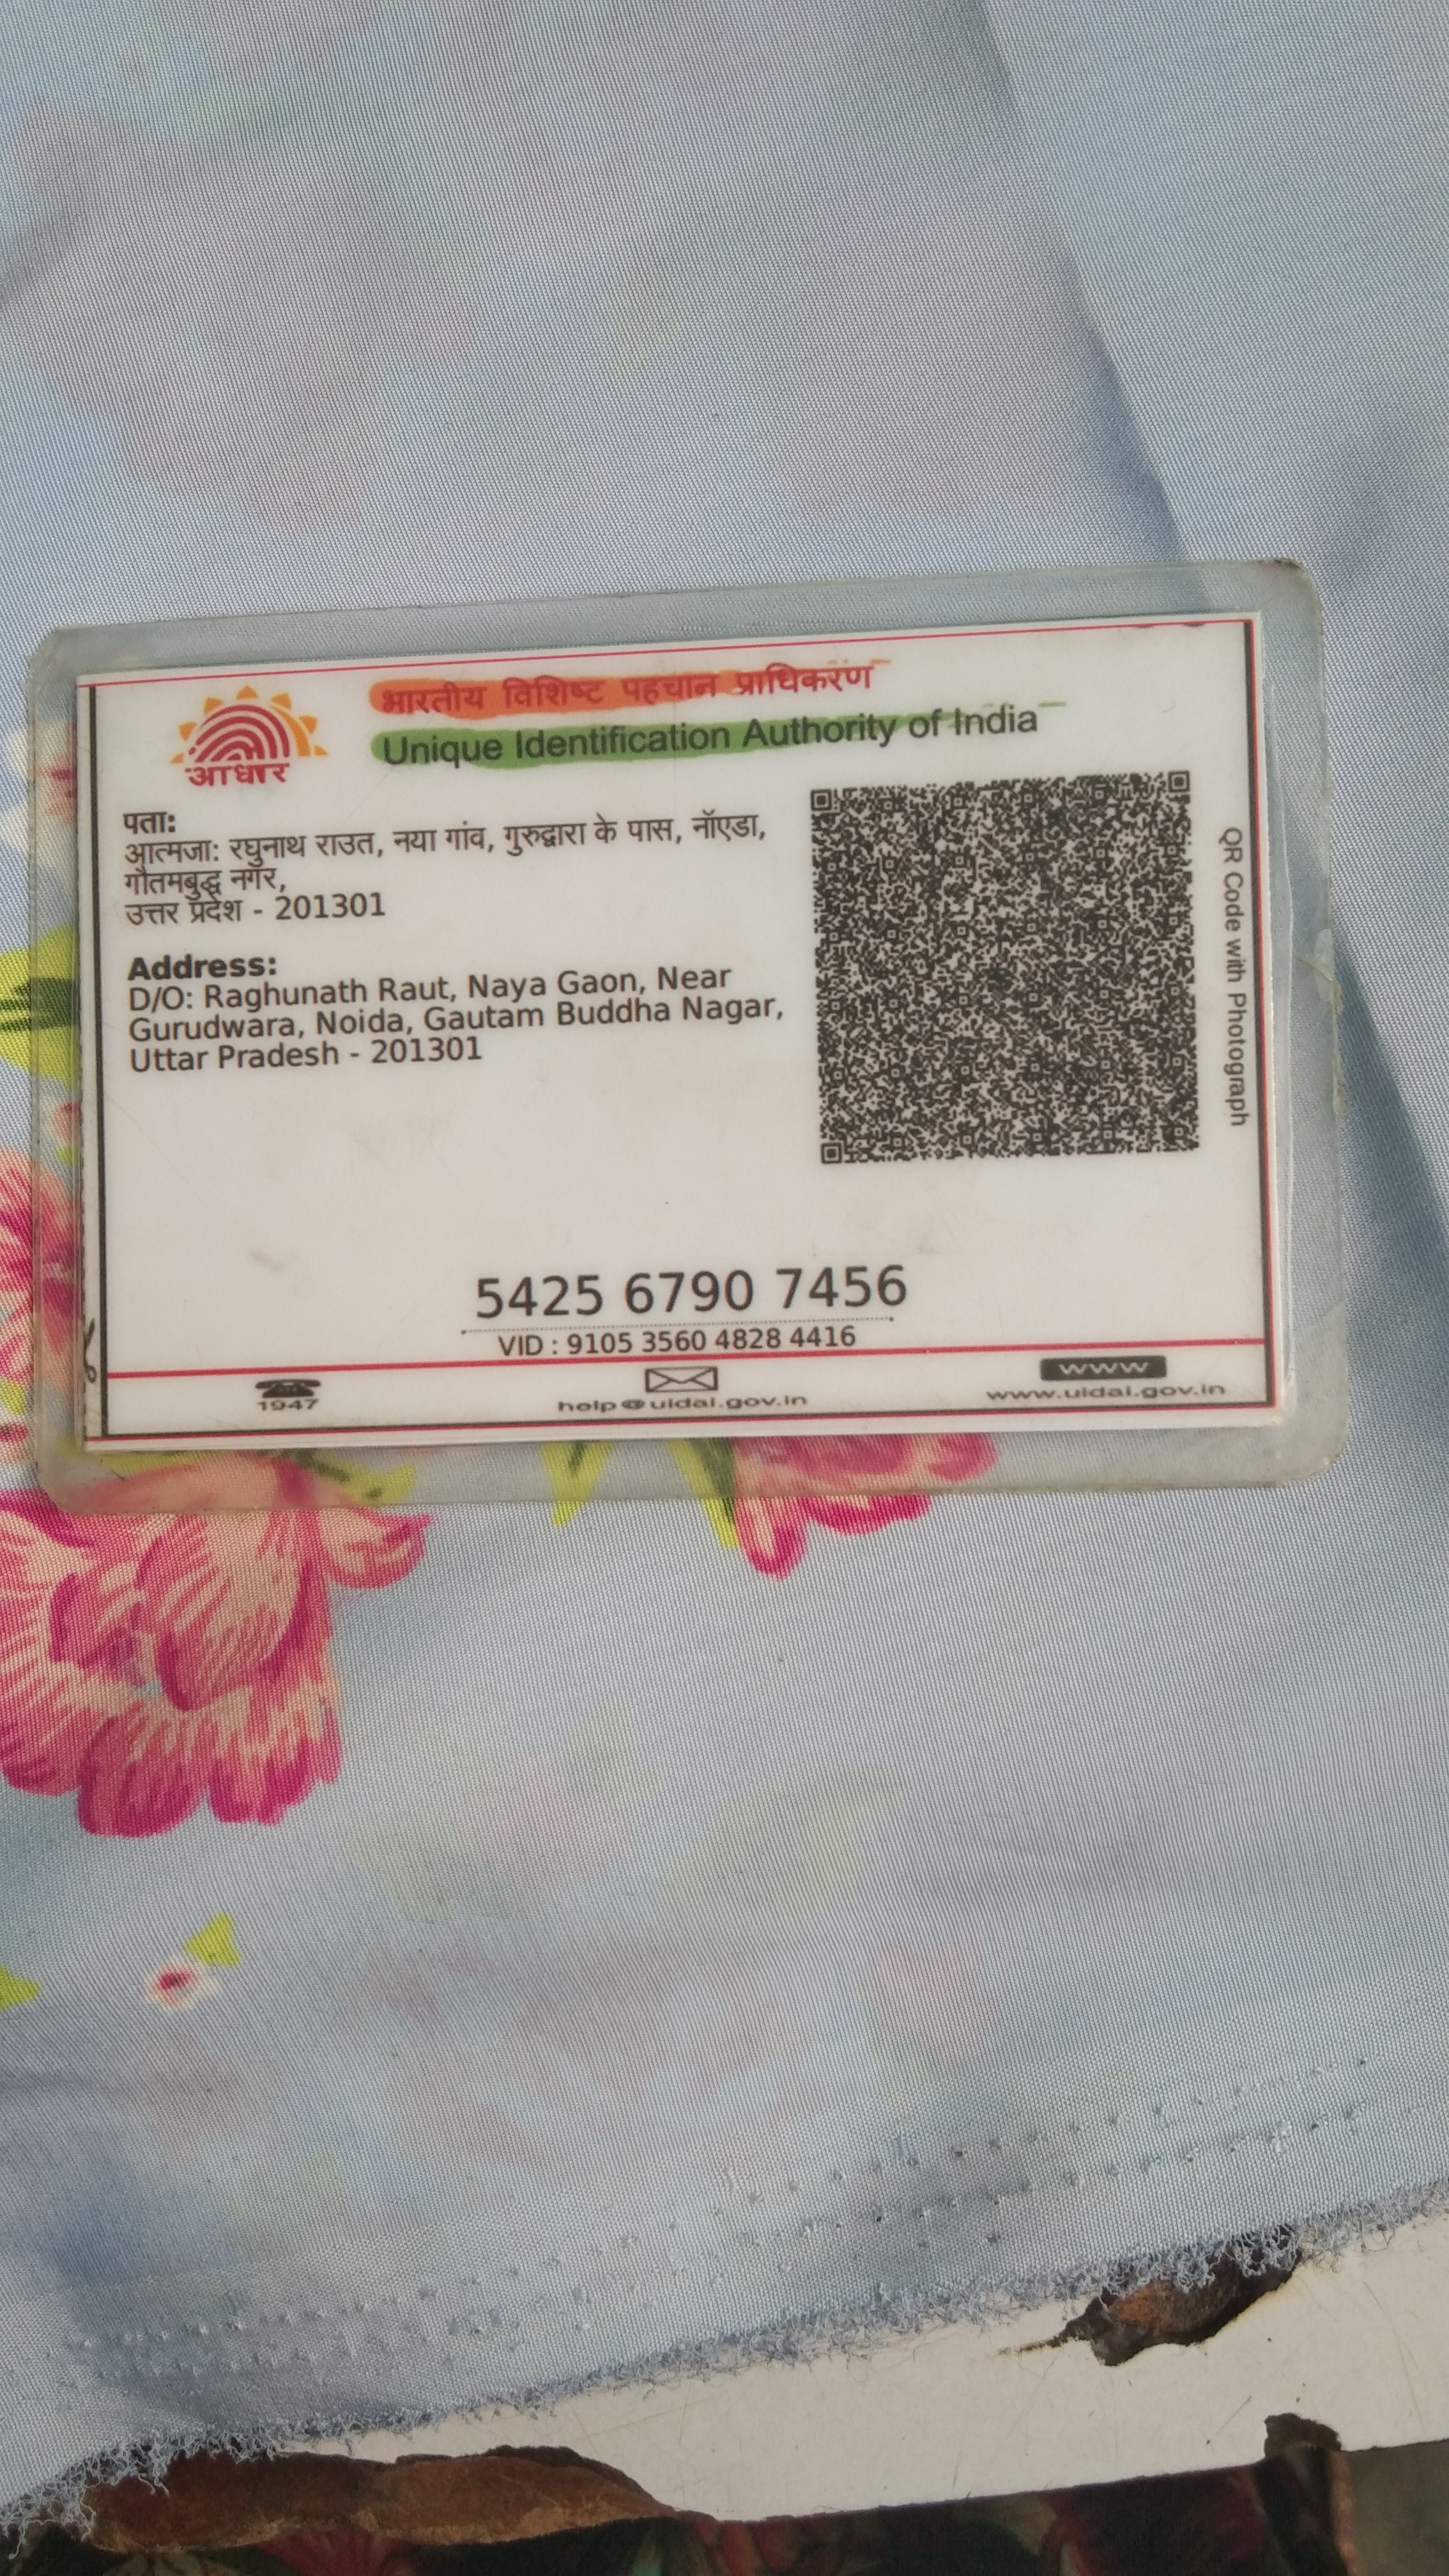 भारतीय विशिष्ट पहचान प्राधिकरण
Unique Identification Authority of India
आधार
पता:
आत्मजा: रघुनाथ राउत, नया गांव, गुरुद्वारा के पास, नॉएडा,
गौतमबुद्ध नगर,
उत्तर प्रदेश - 201301
Address:
D/O: Raghunath Raut, Naya Gaon, Near
Gurudwara, Noida, Gautam Buddha Nagar,
Uttar Pradesh - 201301
QR Code with Photograph
5425 6790 7456
VID : 9105 3560 4828 4416
1947
help@uidai.gov.in
www
www.uidai.gov.in